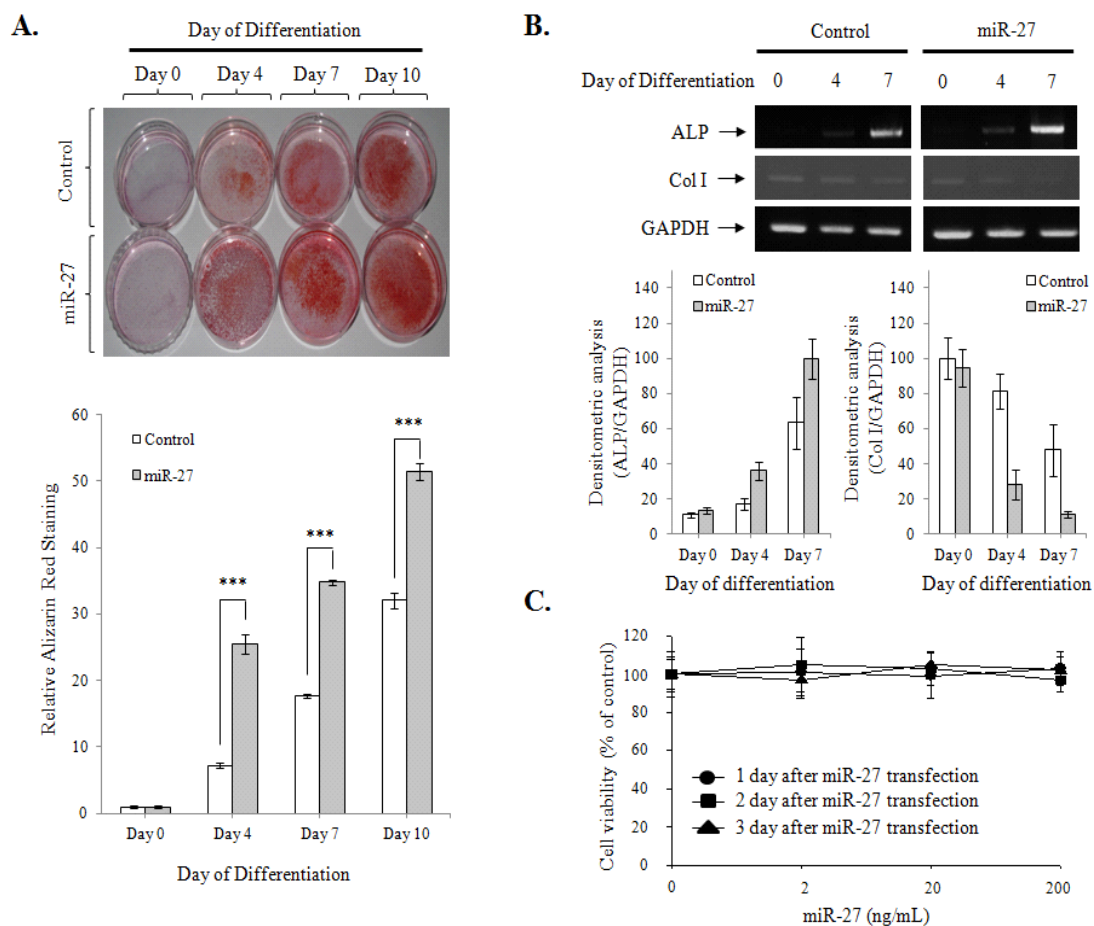 A.
Day of Differentiation
Day 0 Day 4 Day 7 Day 10
Control
miR-27
60
50
40
30
20
10
0
Relative Alizarin Red Staining
Control
miR-27
***
***
***
Day 0 Day 4 Day 7 Day 10
Day of Differentiation
B.
Control miR-27
Day of Differentiation 0 4 7 0 4 7
ALP
Col I
GAPDH
140
120
100
80
60
40
20
0
Densitometric analysis
(ALP/GAPDH)
Control
miR-27
Day 0 Day 4 Day 7
Day of differentiation
140
120
100
80
60
40
20
0
Densitometric analysis
(Col I/GAPDH)
Control
miR-27
Day 0 Day 4 Day 7
Day of differentiation
C.
120
100
80
60
40
20
0
Cell viability (% of control)
1 day after miR-27 transfection
2 day after miR-27 transfection
3 day after miR-27 transfection
0 2 20 200
miR-27 (ng/mL)